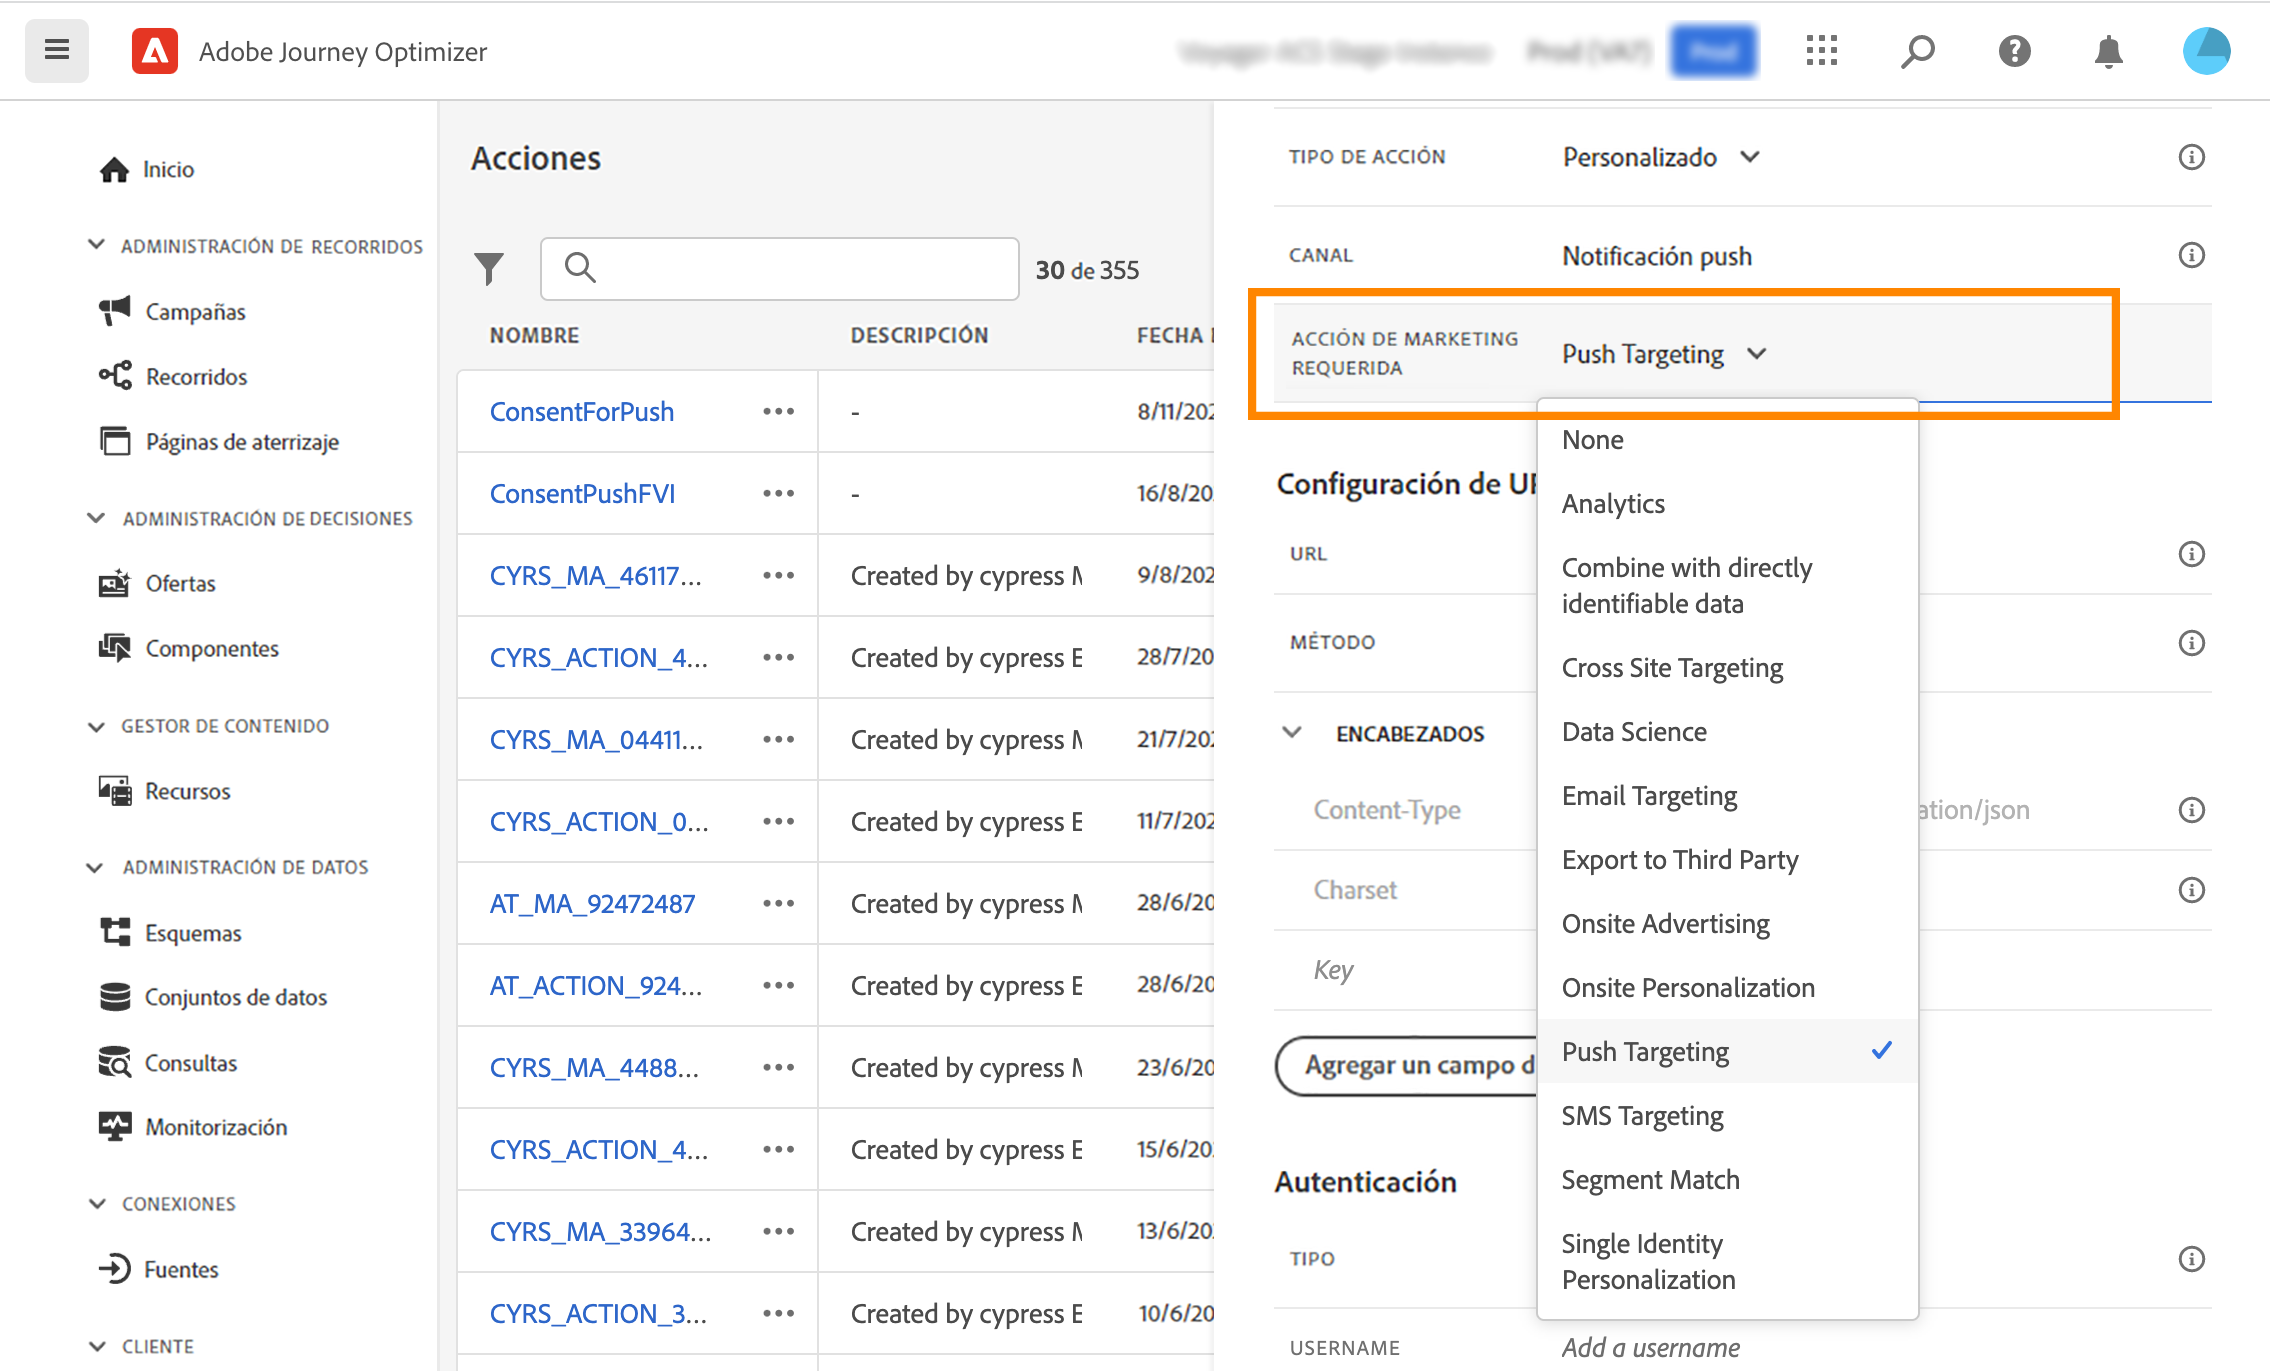 Adobe Journey Optimizer
Inicio
ADMINISTRACIÓN DE RECORRIDOS
Campañas
Recorridos
Páginas de aterrizaje
ADMINISTRACIÓN DE DECISIONES
Ofertas
Componentes
GESTOR DE CONTENIDO
Recursos
ADMINISTRACIÓN DE DATOS
Esquemas
Conjuntos de datos
Consultas
Monitorización
CONEXIONES
Fuentes
CLIENTE
Acciones
30 de 355
NOMBRE DESCRIPCIÓN FECHA
ConsentForPush ••• - 8/11/202
ConsentPushFVI ••• - 16/8/20
CYRS_MA_46117... ••• Created by cypress M 9/8/202
CYRS_ACTION_4... ••• Created by cypress E 28/7/20
CYRS_MA_04411... ••• Created by cypress M 21/7/202
CYRS_ACTION_0... ••• Created by cypress E 11/7/202
AT_MA_92472487 ••• Created by cypress M 28/6/20
AT_ACTION_924... ••• Created by cypress E 28/6/20
CYRS_MA_4488... ••• Created by cypress M 23/6/20
CYRS_ACTION_4... ••• Created by cypress E 15/6/20
CYRS_MA_33964... ••• Created by cypress M 13/6/20
CYRS_ACTION_3... ••• Created by cypress E 10/6/20
TIPO DE ACCIÓN Personalizado
CANAL Notificación push
ACCIÓN DE MARKETING
REQUERIDA
Push Targeting
None
Analytics
Combine with directly
identifiable data
Cross Site Targeting
Data Science
Email Targeting
Export to Third Party
Onsite Advertising
Onsite Personalization
Push Targeting
SMS Targeting
Segment Match
Single Identity
Personalization
Configuración de UR
URL
MÉTODO
ENCABEZADOS
Content-Type ation/json
Charset
Key
Agregar un campo d
Autenticación
TIPO
USERNAME Add a username